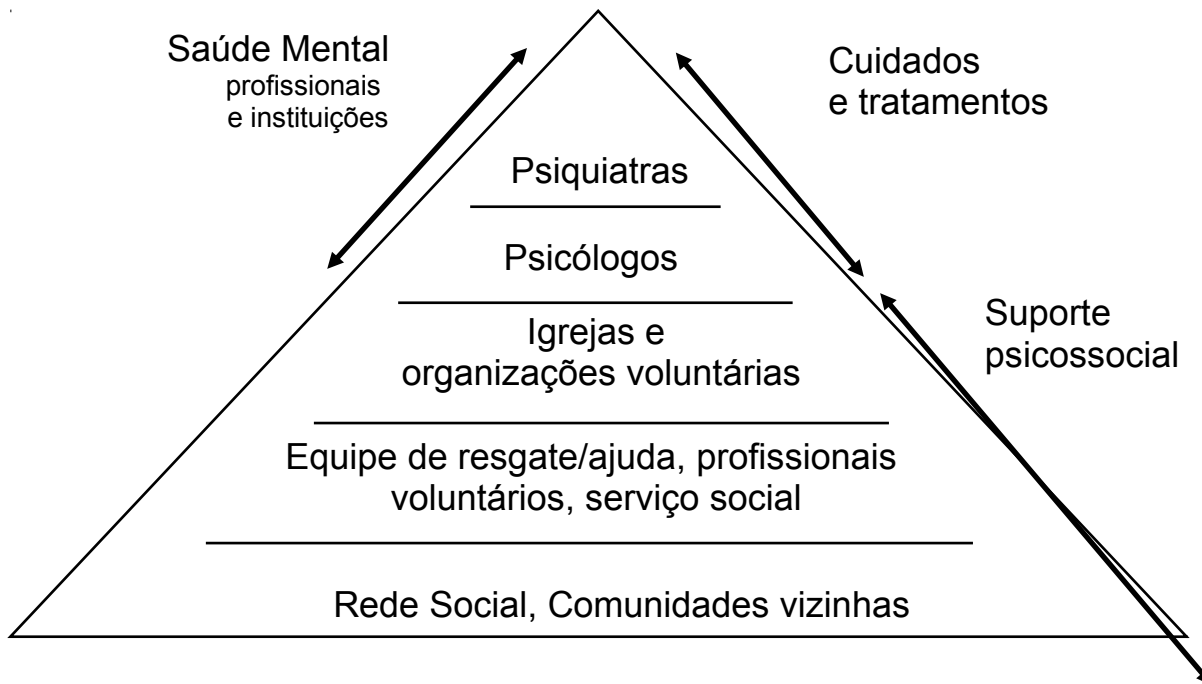 Saúde Mental
profissionais
e instituições
Cuidados
e tratamentos
Psiquiatras
Psicólogos
Igrejas e
organizações voluntárias
Suporte
psicossocial
Equipe de resgate/ajuda, profissionais
voluntários, serviço social
Rede Social, Comunidades vizinhas